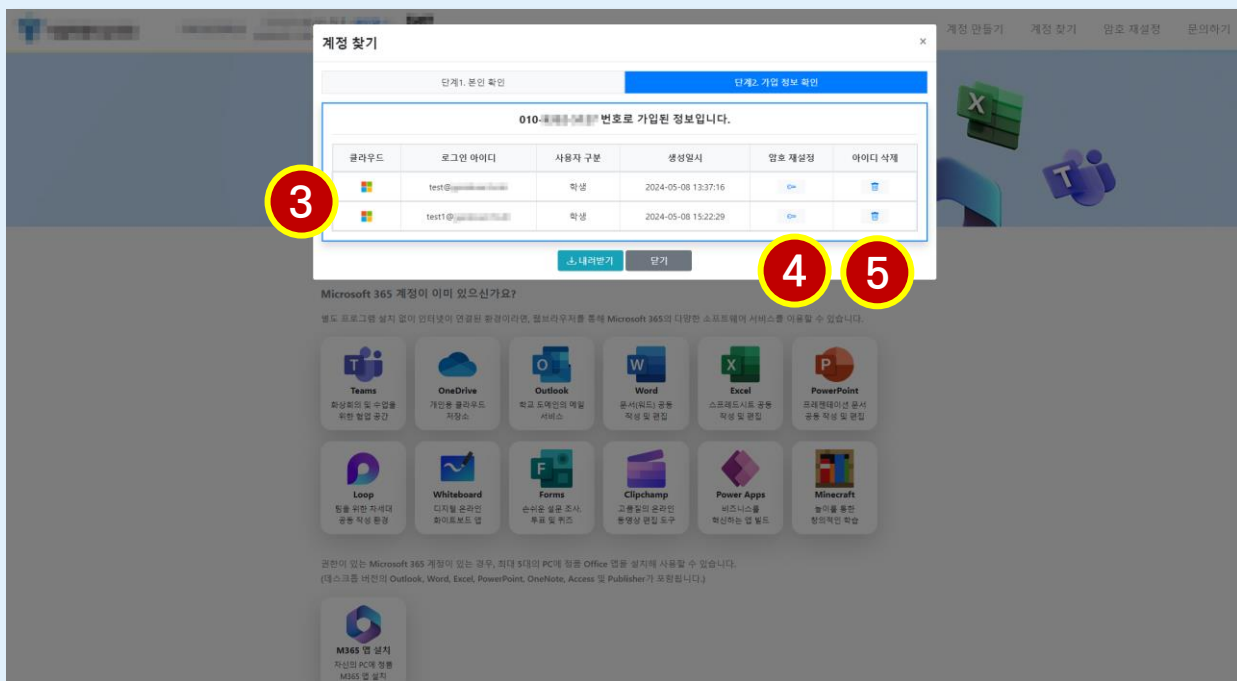 계정 만들기 계정 찾기 암호 재설정 문의하기
계정 찾기 ×
단계1. 본인 확인 단계2. 가입 정보 확인
010- 번호로 가입된 정보입니다.
클라우드 로그인 아이디 사용자 구분 생성일시 암호 재설정 아이디 삭제
test@ 학생 2024-05-08 13:37:16
3
test1@ 학생 2024-05-08 15:22:29
내려받기 닫기
4 5
Microsoft 365 계정이 이미 있으신가요?
별도 프로그램 설치 없이 인터넷이 연결된 환경이라면, 웹브라우저를 통해 Microsoft 365의 다양한 소프트웨어 서비스를 이용할 수 있습니다.
Teams OneDrive Outlook Word Excel PowerPoint
화상회의 및 수업을 개인용 클라우드 학교 도메인의 메일 문서(워드) 공동 스프레드시트 공동 프레젠테이션 문서
위한 협업 공간 저장소 서비스 작성 및 편집 작성 및 편집 공동 작성 및 편집
Loop Whiteboard Forms Clipchamp Power Apps Minecraft
팀을 위한 차세대 디지털 온라인 손쉬운 설문 조사, 고품질의 온라인 비즈니스를 놀이를 통한
공동 작성 환경 화이트보드 앱 투표 및 퀴즈 동영상 편집 도구 혁신하는 앱 빌드 창의적인 학습
권한이 있는 Microsoft 365 계정이 있는 경우, 최대 5대의 PC에 정품 Office 앱을 설치해 사용할 수 있습니다.
(데스크톱 버전의 Outlook, Word, Excel, PowerPoint, OneNote, Access 및 Publisher가 포함됩니다.)
M365 앱 설치
자신의 PC에 정품
M365 앱 설치